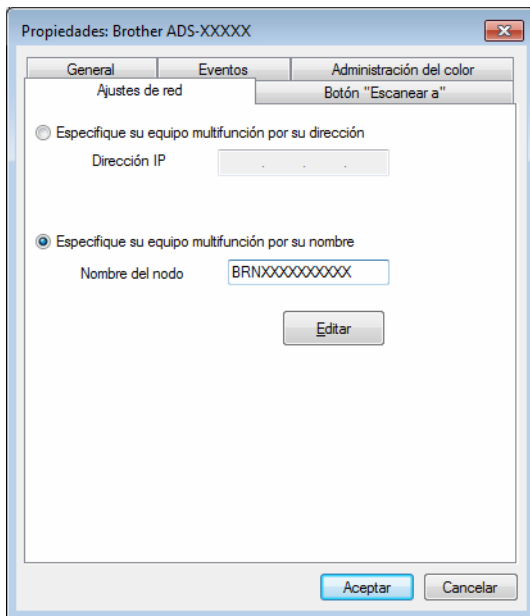 Propiedades: Brother ADS-XXXXX
General Eventos Administración del color
Ajustes de red Botón "Escanear a"
Especifique su equipo multifunción por su dirección
Dirección IP . . .
Especifique su equipo multifunción por su nombre
Nombre del nodo BRNXXXXXXXXXX
Editar
Aceptar Cancelar